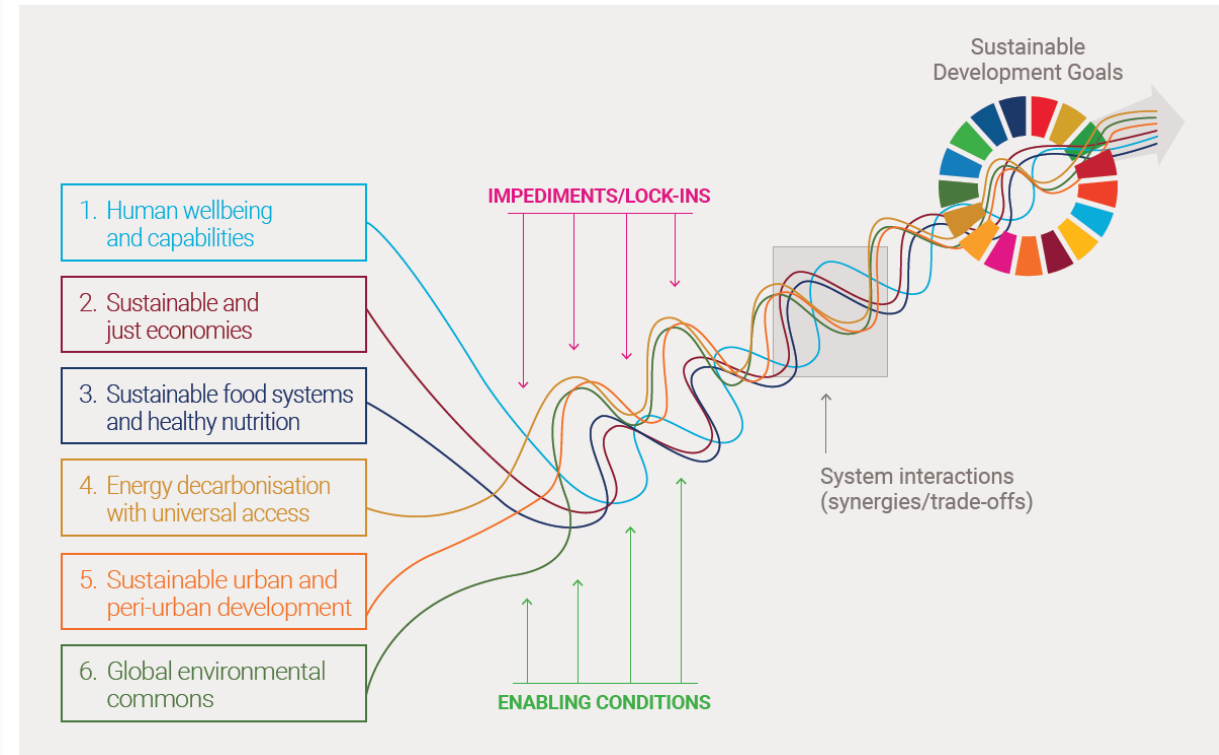 Sustainable
Development Goals
IMPEDIMENTS/LOCK-INS
1. Human wellbeing
and capabilities
2. Sustainable and
just economies
3. Sustainable food systems
and healthy nutrition
4. Energy decarbonisation
with universal access
5. Sustainable urban and
peri-urban development
6. Global environmental
commons
System interactions
(synergies/trade-offs)
ENABLING CONDITIONS